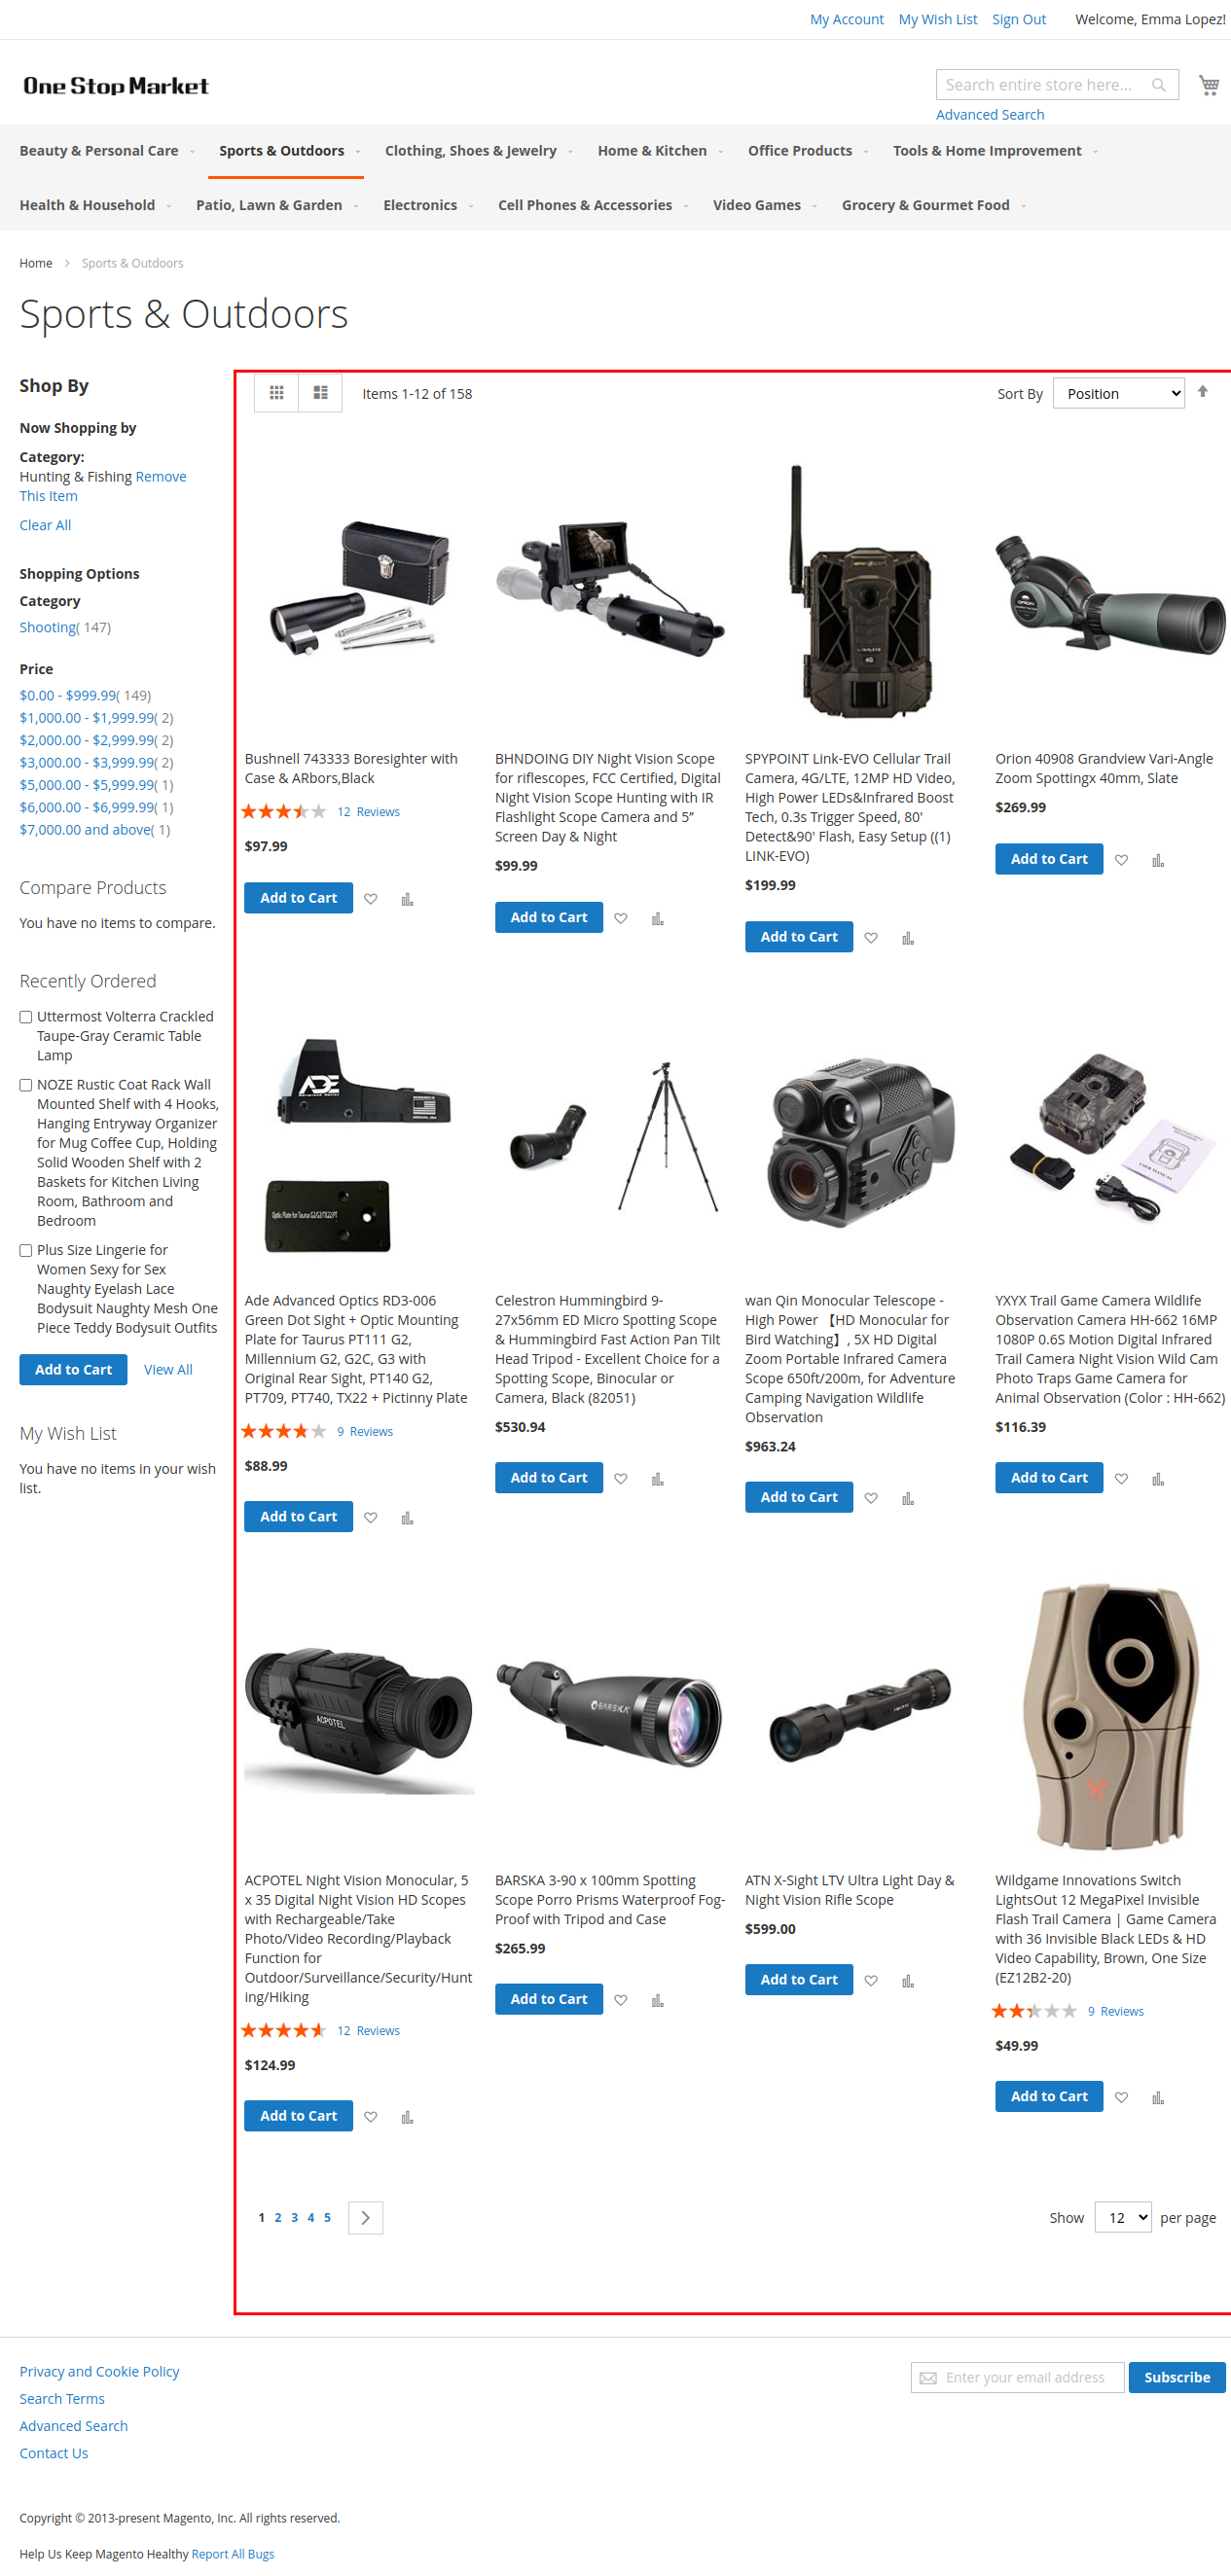 My Account My Wish List Sign Out Welcome, Emma Lopez!
One Stop Market
Search entire store here...
Advanced Search
Beauty & Personal Care Sports & Outdoors Clothing, Shoes & Jewelry Home & Kitchen Office Products Tools & Home Improvement
Health & Household Patio, Lawn & Garden Electronics Cell Phones & Accessories Video Games Grocery & Gourmet Food
Home Sports & Outdoors
Sports & Outdoors
Shop By
Now Shopping by
Category:
Hunting & Fishing Remove
This Item
Clear All
Shopping Options
Category
Shooting( 147)
Price
$0.00 - $999.99( 149)
$1,000.00 - $1,999.99( 2)
$2,000.00 - $2,999.99( 2)
$3,000.00 - $3,999.99( 2)
$5,000.00 - $5,999.99( 1)
$6,000.00 - $6,999.99( 1)
$7,000.00 and above( 1)
Compare Products
You have no items to compare.
Recently Ordered
Uttermost Volterra Crackled
Taupe-Gray Ceramic Table
Lamp
NOZE Rustic Coat Rack Wall
Mounted Shelf with 4 Hooks,
Hanging Entryway Organizer
for Mug Coffee Cup, Holding
Solid Wooden Shelf with 2
Baskets for Kitchen Living
Room, Bathroom and
Bedroom
Plus Size Lingerie for
Women Sexy for Sex
Naughty Eyelash Lace
Bodysuit Naughty Mesh One
Piece Teddy Bodysuit Outfits
Add to Cart View All
My Wish List
You have no items in your wish
list.
Items 1-12 of 158
Sort By Position
Bushnell 743333 Boresighter with
Case & ARbors,Black
12 Reviews
$97.99
Add to Cart
BHNDOING DIY Night Vision Scope
for riflescopes, FCC Certified, Digital
Night Vision Scope Hunting with IR
Flashlight Scope Camera and 5”
Screen Day & Night
$99.99
Add to Cart
4G
SPYPOINT Link-EVO Cellular Trail
Camera, 4G/LTE, 12MP HD Video,
High Power LEDs&Infrared Boost
Tech, 0.3s Trigger Speed, 80'
Detect&90' Flash, Easy Setup ((1)
LINK-EVO)
$199.99
Add to Cart
ORION
Orion 40908 Grandview Vari-Angle
Zoom Spottingx 40mm, Slate
$269.99
Add to Cart
ADE
Optic Plate for Taurus G2/G3/TX22/PT
Ade Advanced Optics RD3-006
Green Dot Sight + Optic Mounting
Plate for Taurus PT111 G2,
Millennium G2, G2C, G3 with
Original Rear Sight, PT140 G2,
PT709, PT740, TX22 + Pictinny Plate
9 Reviews
$88.99
Add to Cart
Celestron Hummingbird 9-
27x56mm ED Micro Spotting Scope
& Hummingbird Fast Action Pan Tilt
Head Tripod - Excellent Choice for a
Spotting Scope, Binocular or
Camera, Black (82051)
$530.94
Add to Cart
wan Qin Monocular Telescope -
High Power 【HD Monocular for
Bird Watching】, 5X HD Digital
Zoom Portable Infrared Camera
Scope 650ft/200m, for Adventure
Camping Navigation Wildlife
Observation
$963.24
Add to Cart
USER MANUAL
YXYX Trail Game Camera Wildlife
Observation Camera HH-662 16MP
1080P 0.6S Motion Digital Infrared
Trail Camera Night Vision Wild Cam
Photo Traps Game Camera for
Animal Observation (Color : HH-662)
$116.39
Add to Cart
ACPOTEL
ACPOTEL Night Vision Monocular, 5
x 35 Digital Night Vision HD Scopes
with Rechargeable/Take
Photo/Video Recording/Playback
Function for
Outdoor/Surveillance/Security/Hunt
ing/Hiking
12 Reviews
$124.99
Add to Cart
BARSKA
BARSKA 3-90 x 100mm Spotting
Scope Porro Prisms Waterproof Fog-
Proof with Tripod and Case
$265.99
Add to Cart
ATN X-Sight LTV Ultra Light Day &
Night Vision Rifle Scope
$599.00
Add to Cart
Wildgame Innovations Switch
LightsOut 12 MegaPixel Invisible
Flash Trail Camera | Game Camera
with 36 Invisible Black LEDs & HD
Video Capability, Brown, One Size
(EZ12B2-20)
9 Reviews
$49.99
Add to Cart
1 2 3 4 5
Show 12 per page
Privacy and Cookie Policy
Search Terms
Advanced Search
Contact Us
Enter your email address Subscribe
Copyright © 2013-present Magento, Inc. All rights reserved.
Help Us Keep Magento Healthy Report All Bugs